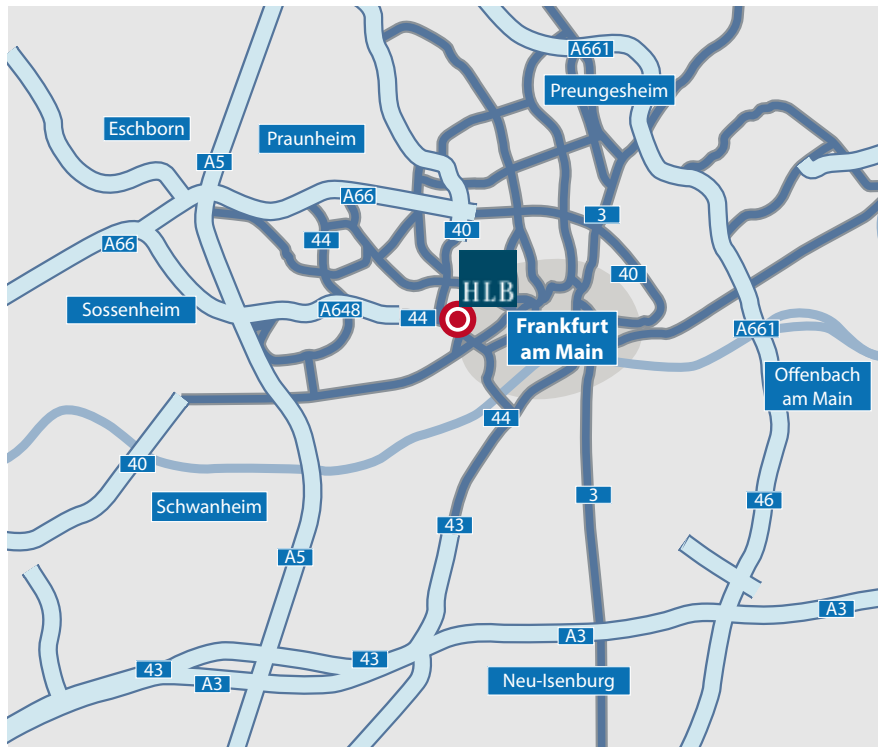 A661
Preungesheim
Eschborn
Praunheim
A5
A66
3
44
40
A66
40
HLB
Sossenheim
A648
44
Frankfurt
am Main
A661
Offenbach
am Main
44
40
Schwanheim
3
46
43
A5
A3
A3
43
43
A3
Neu-Isenburg